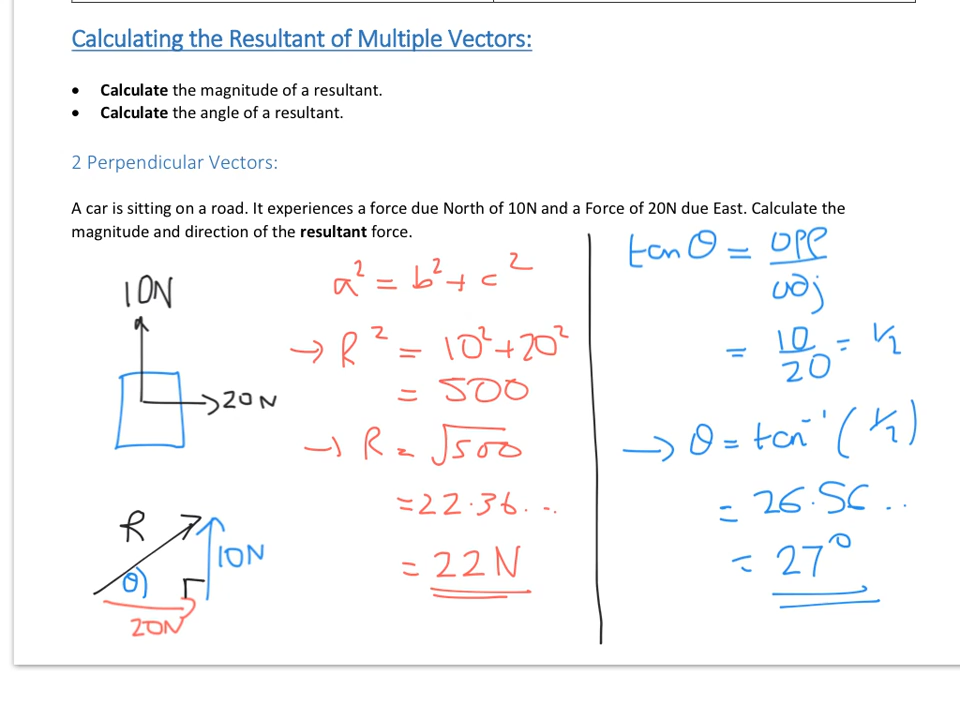 Calculating the Resultant of Multiple Vectors:
• Calculate the magnitude of a resultant.
• Calculate the angle of a resultant.
2 Perpendicular Vectors:
A car is sitting on a road. It experiences a force due North of 10N and a Force of 20N due East. Calculate the
magnitude and direction of the resultant force.
10N
20N
R
10N
θ
20N
a² = b² + c²
→ R² = 10² + 20²
= 500
→ R = √500
= 22.36...
= 22N
tan θ = opp
adj
= 10/20 = 1/2
→ θ = tan⁻¹ (1/2)
= 26.56..
= 27°